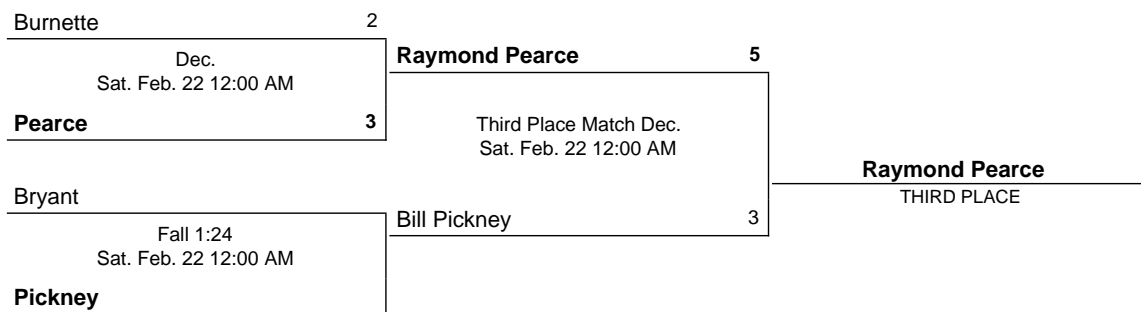 Burnette 2
Dec.
Sat. Feb. 22 12:00 AM
Pearce 3
Raymond Pearce 5
Third Place Match Dec.
Sat. Feb. 22 12:00 AM
Bryant
Fall 1:24
Sat. Feb. 22 12:00 AM
Pickney
Bill Pickney 3
Raymond Pearce
THIRD PLACE